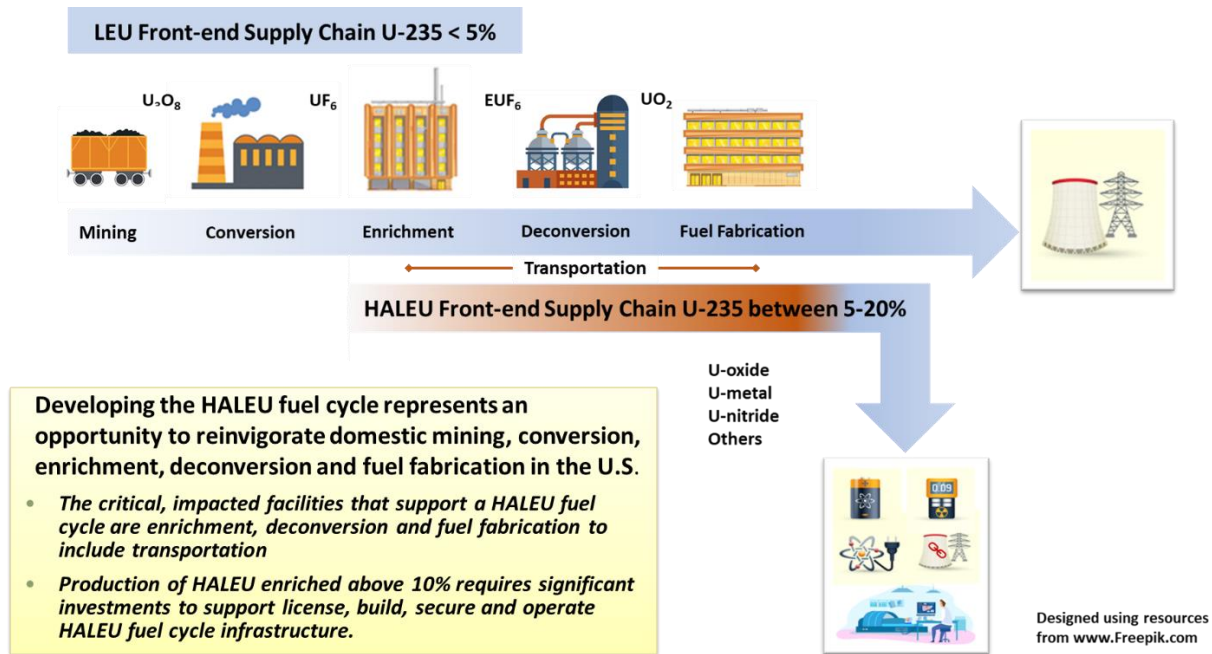 LEU Front-end Supply Chain U-235 < 5%
U₃O₈
UF₆
EUF₆
UO₂
Mining
Conversion
Enrichment
Deconversion
Fuel Fabrication
Transportation
HALEU Front-end Supply Chain U-235 between 5-20%
U-oxide
U-metal
U-nitride
Others
Developing the HALEU fuel cycle represents an
opportunity to reinvigorate domestic mining, conversion,
enrichment, deconversion and fuel fabrication in the U.S.
• The critical, impacted facilities that support a HALEU fuel
cycle are enrichment, deconversion and fuel fabrication to
include transportation
• Production of HALEU enriched above 10% requires significant
investments to support license, build, secure and operate
HALEU fuel cycle infrastructure.
0.09
Designed using resources
from www.Freepik.com